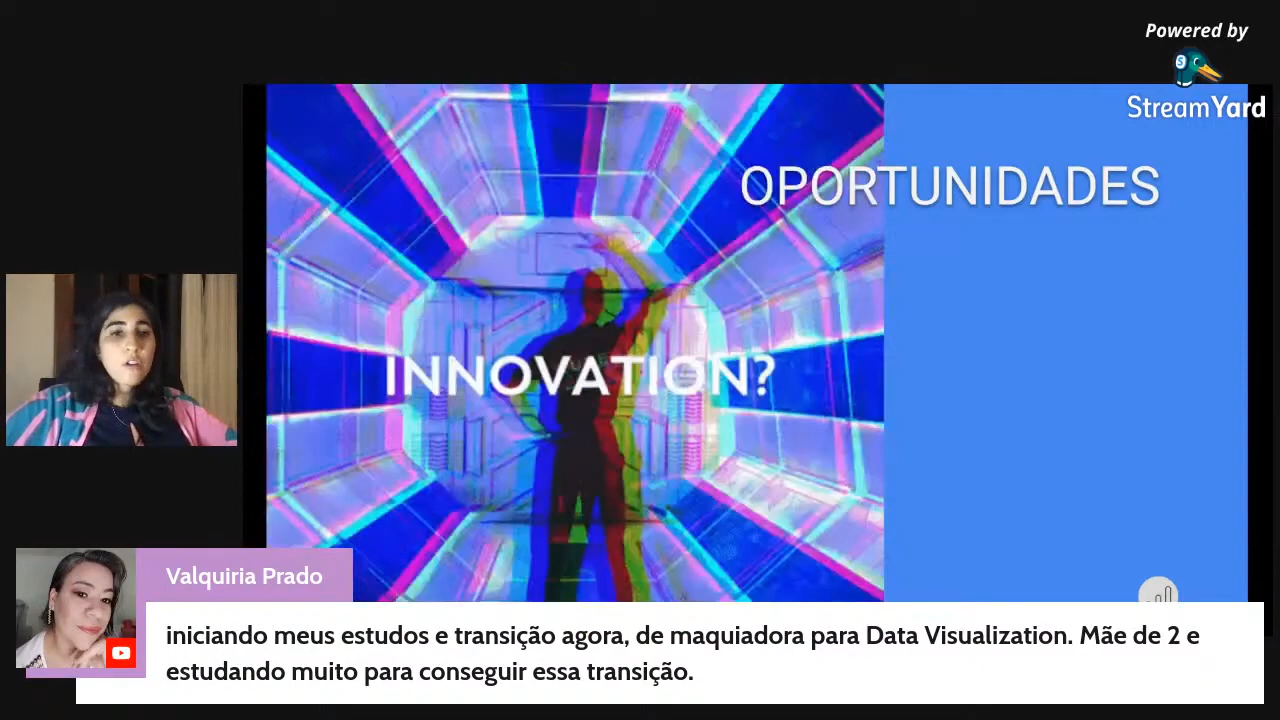 Powered by
StreamYard
OPORTUNIDADES
INNOVATION?
Valquiria Prado
iniciando meus estudos e transição agora, de maquiadora para Data Visualization. Mãe de 2 e
estudando muito para conseguir essa transição.